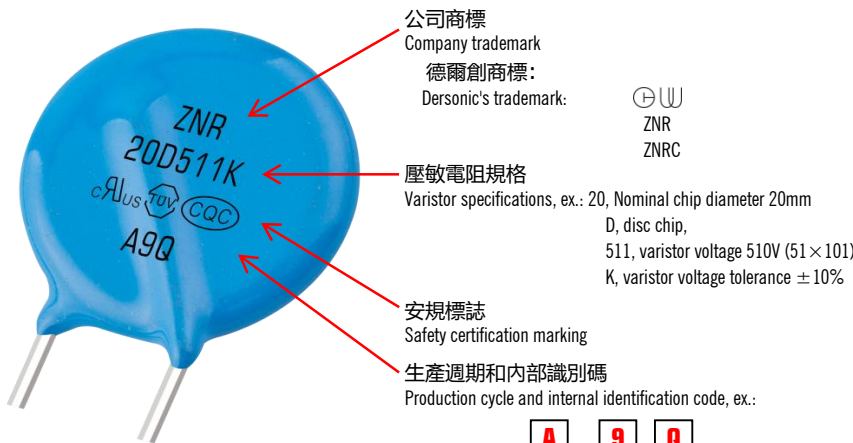 公司商標
Company trademark
德爾創商標：
Dersonic's trademark:
ZNR
ZNRC
ZNR
20D511K
cRUus TÜV CQC
A9Q
壓敏電阻規格
Varistor specifications, ex.: 20, Nominal chip diameter 20mm
D, disc chip,
511, varistor voltage 510V (51×101)
K, varistor voltage tolerance ±10%
安規標誌
Safety certification marking
生產週期和內部識別碼
Production cycle and internal identification code, ex.:
A 9 Q